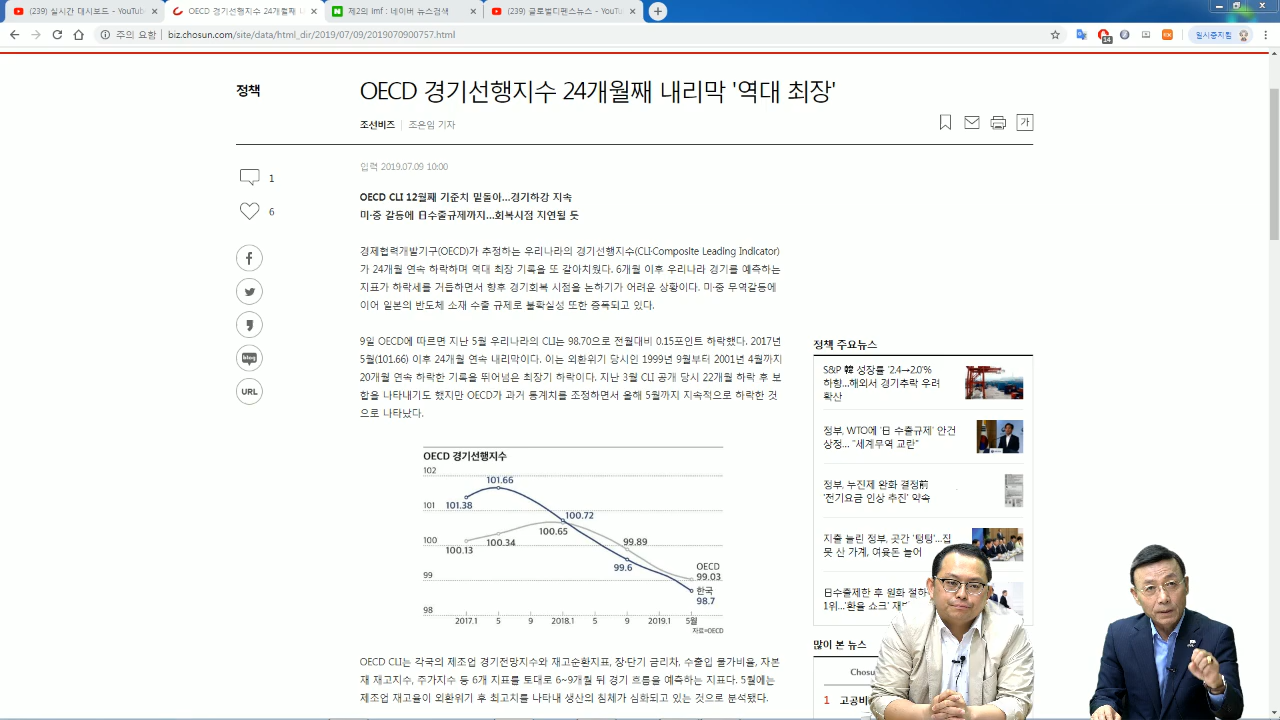 (239) 실시간 대시보드 - YouTube
OECD 경기선행지수 24개월째 내
제2의 imf : 네이버 뉴스검색
(239) 글로벌디펜스뉴스 - YouTube
주의 요함
biz.chosun.com/site/data/html_dir/2019/07/09/2019070900757.html
일시중지됨
정책
OECD 경기선행지수 24개월째 내리막 '역대 최장'
조선비즈 | 조은임 기자
가
입력 2019.07.09 10:00
1
6
URL
OECD CLI 12월째 기준치 밑돌아...경기하강 지속
미·중 갈등에 日수출규제까지...회복시점 지연될 듯
경제협력개발기구(OECD)가 추정하는 우리나라의 경기선행지수(CLI·Composite Leading Indicator)
가 24개월 연속 하락하며 역대 최장 기록을 또 갈아치웠다. 6개월 이후 우리나라 경기를 예측하는
지표가 하락세를 거듭하면서 향후 경기회복 시점을 논하기가 어려운 상황이다. 미·중 무역갈등에
이어 일본의 반도체 소재 수출 규제로 불확실성 또한 증폭되고 있다.
9일 OECD에 따르면 지난 5월 우리나라의 CLI는 98.70으로 전월대비 0.15포인트 하락했다. 2017년
5월(101.66) 이후 24개월 연속 내리막이다. 이는 외환위기 당시인 1999년 9월부터 2001년 4월까지
20개월 연속 하락한 기록을 뛰어넘은 최장기 하락이다. 지난 3월 CLI 공개 당시 22개월 하락 후 보
합을 나타내기도 했지만 OECD가 과거 통계치를 조정하면서 올해 5월까지 지속적으로 하락한 것
으로 나타났다.
OECD 경기선행지수
102
101
100
99
98
101.66
101.38
100.72
100.65
100.34
100.13
99.89
99.6
OECD
99.03
한국
98.7
2017.1 5 9 2018.1 5 9 2019.1 5월
자료=OECD
OECD CLI는 각국의 제조업 경기전망지수와 재고순환지표, 장·단기 금리차, 수출입 물가비율, 자본
재 재고지수, 주가지수 등 6개 지표를 토대로 6~9개월 뒤 경기 흐름을 예측하는 지표다. 5월에는
제조업 재고율이 외환위기 후 최고치를 나타내 생산의 침체가 심화되고 있는 것으로 분석됐다.
정책 주요뉴스
S&P 韓 성장률 '2.4→2.0%'
하향...해외서 경기추락 우려
확산
정부, WTO에 '日 수출규제' 안건
상정... "세계무역 교란"
정부, 누진제 완화 결정前
'전기요금 인상 추진' 약속
지출 늘린 정부, 곳간 '텅텅'...집
못 산 가계, 여윳돈 늘어
日수출제한 후 원화 절하
1위...'환율 쇼크'
많이 본 뉴스
Chosu
1 고공비